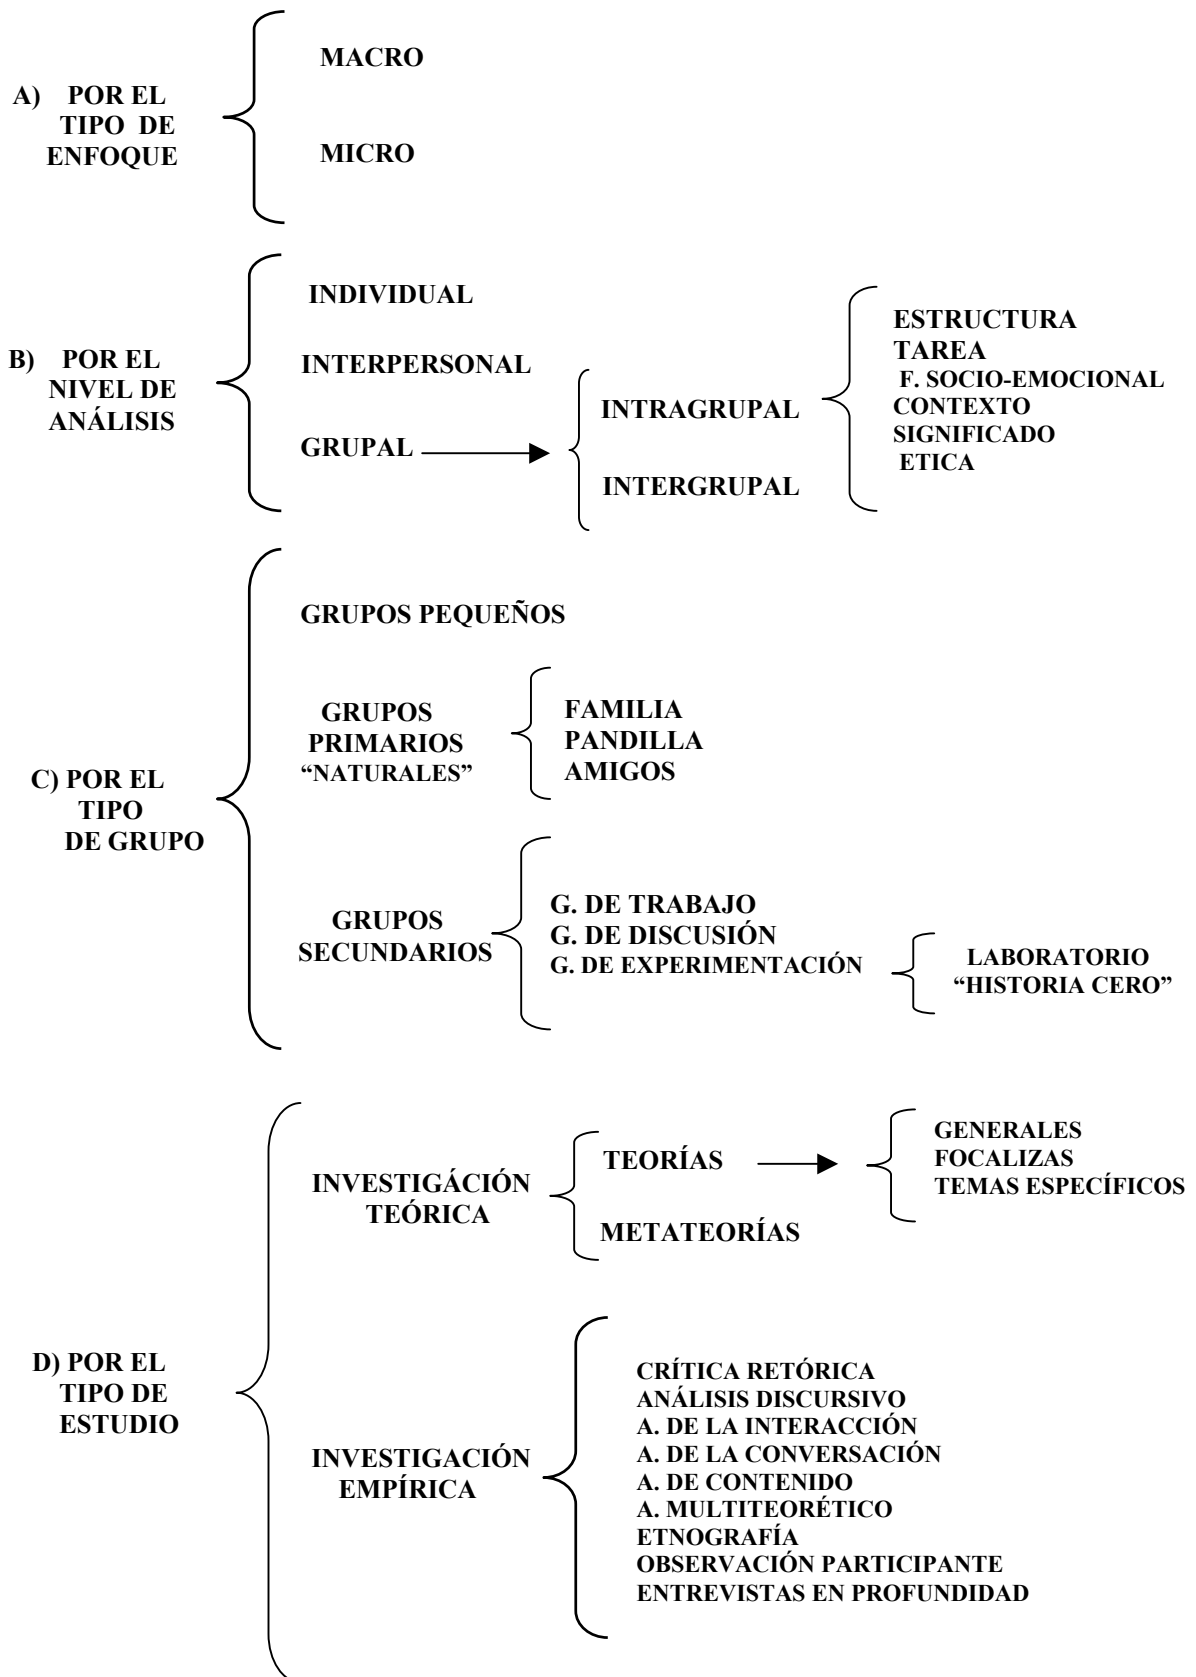 MACRO
A) POR EL
TIPO DE
ENFOQUE
MICRO
B) POR EL
NIVEL DE
ANÁLISIS
INDIVIDUAL
INTERPERSONAL
GRUPAL
INTRAGRUPAL
INTERGRUPAL
ESTRUCTURA
TAREA
F. SOCIO-EMOCIONAL
CONTEXTO
SIGNIFICADO
ETICA
C) POR EL
TIPO
DE GRUPO
GRUPOS PEQUEÑOS
GRUPOS
PRIMARIOS
“NATURALES”
FAMILIA
PANDILLA
AMIGOS
GRUPOS
SECUNDARIOS
G. DE TRABAJO
G. DE DISCUSIÓN
G. DE EXPERIMENTACIÓN
LABORATORIO
“HISTORIA CERO”
D) POR EL
TIPO DE
ESTUDIO
INVESTIGÁCIÓN
TEÓRICA
TEORÍAS
METATEORÍAS
GENERALES
FOCALIZAS
TEMAS ESPECÍFICOS
INVESTIGACIÓN
EMPÍRICA
CRÍTICA RETÓRICA
ANÁLISIS DISCURSIVO
A. DE LA INTERACCIÓN
A. DE LA CONVERSACIÓN
A. DE CONTENIDO
A. MULTITEORÉTICO
ETNOGRAFÍA
OBSERVACIÓN PARTICIPANTE
ENTREVISTAS EN PROFUNDIDAD